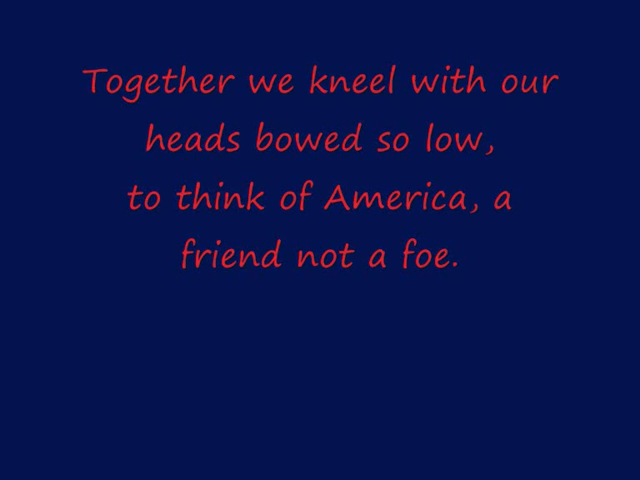 Together we kneel with our
heads bowed so low,
to think of America, a
friend not a foe.